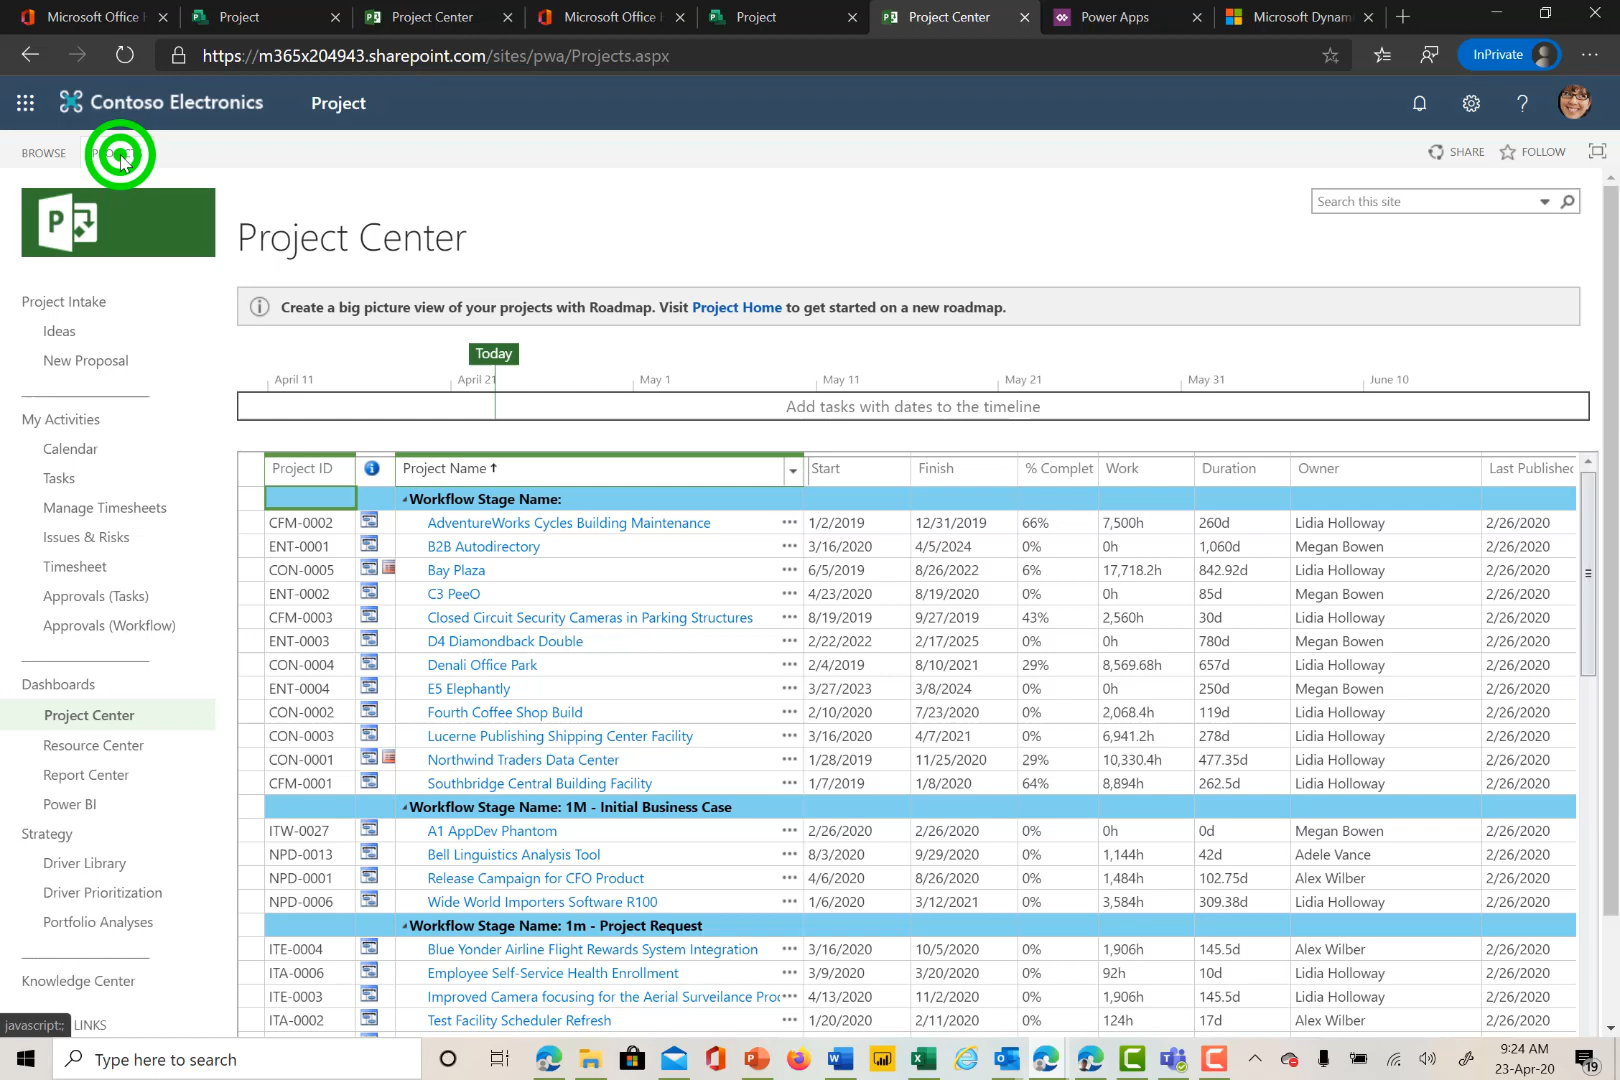 Microsoft Office
Project
Project Center
Microsoft Office
Project
Project Center
Power Apps
Microsoft Dynam
https://m365x204943.sharepoint.com/sites/pwa/Projects.aspx
InPrivate
Contoso Electronics
Project
BROWSE
SHARE
FOLLOW
Search this site
Project Center
Create a big picture view of your projects with Roadmap. Visit Project Home to get started on a new roadmap.
Today
April 11
April 21
May 1
May 11
May 21
May 31
June 10
Add tasks with dates to the timeline
Project Intake
Ideas
New Proposal
My Activities
Calendar
Tasks
Manage Timesheets
Issues & Risks
Timesheet
Approvals (Tasks)
Approvals (Workflow)
Dashboards
Project Center
Resource Center
Report Center
Power BI
Strategy
Driver Library
Driver Prioritization
Portfolio Analyses
Knowledge Center
LINKS
javascript:;
Project ID Project Name Start Finish % Complet Work Duration Owner Last Published
Workflow Stage Name:
CFM-0002 AdventureWorks Cycles Building Maintenance 1/2/2019 12/31/2019 66% 7,500h 260d Lidia Holloway 2/26/2020
ENT-0001 B2B Autodirectory 3/16/2020 4/5/2024 0% 0h 1,060d Megan Bowen 2/26/2020
CON-0005 Bay Plaza 6/5/2019 8/26/2022 6% 17,718.2h 842.92d Lidia Holloway 2/26/2020
ENT-0002 C3 PeeO 4/23/2020 8/19/2020 0% 0h 85d Megan Bowen 2/26/2020
CFM-0003 Closed Circuit Security Cameras in Parking Structures 8/19/2019 9/27/2019 43% 2,560h 30d Lidia Holloway 2/26/2020
ENT-0003 D4 Diamondback Double 2/22/2022 2/17/2025 0% 0h 780d Megan Bowen 2/26/2020
CON-0004 Denali Office Park 2/4/2019 8/10/2021 29% 8,569.68h 657d Lidia Holloway 2/26/2020
ENT-0004 E5 Elephantly 3/27/2023 3/8/2024 0% 0h 250d Megan Bowen 2/26/2020
CON-0002 Fourth Coffee Shop Build 2/10/2020 7/23/2020 0% 2,068.4h 119d Lidia Holloway 2/26/2020
CON-0003 Lucerne Publishing Shipping Center Facility 3/16/2020 4/7/2021 0% 6,941.2h 278d Lidia Holloway 2/26/2020
CON-0001 Northwind Traders Data Center 1/28/2019 11/25/2020 29% 10,330.4h 477.35d Lidia Holloway 2/26/2020
CFM-0001 Southbridge Central Building Facility 1/7/2019 1/8/2020 64% 8,894h 262.5d Lidia Holloway 2/26/2020
Workflow Stage Name: 1M - Initial Business Case
ITW-0027 A1 AppDev Phantom 2/26/2020 2/26/2020 0% 0h 0d Megan Bowen 2/26/2020
NPD-0013 Bell Linguistics Analysis Tool 8/3/2020 9/29/2020 0% 1,144h 42d Adele Vance 2/26/2020
NPD-0001 Release Campaign for CFO Product 4/6/2020 8/26/2020 0% 1,484h 102.75d Alex Wilber 2/26/2020
NPD-0006 Wide World Importers Software R100 1/6/2020 3/12/2021 0% 3,584h 309.38d Alex Wilber 2/26/2020
Workflow Stage Name: 1m - Project Request
ITE-0004 Blue Yonder Airline Flight Rewards System Integration 3/16/2020 10/5/2020 0% 1,906h 145.5d Alex Wilber 2/26/2020
ITA-0006 Employee Self-Service Health Enrollment 3/9/2020 3/20/2020 0% 92h 10d Lidia Holloway 2/26/2020
ITE-0003 Improved Camera focusing for the Aerial Surveilance Proc 4/13/2020 11/2/2020 0% 1,906h 145.5d Lidia Holloway 2/26/2020
ITA-0002 Test Facility Scheduler Refresh 1/20/2020 2/11/2020 0% 124h 17d Lidia Holloway 2/26/2020
Type here to search
9:24 AM
23-Apr-20
19